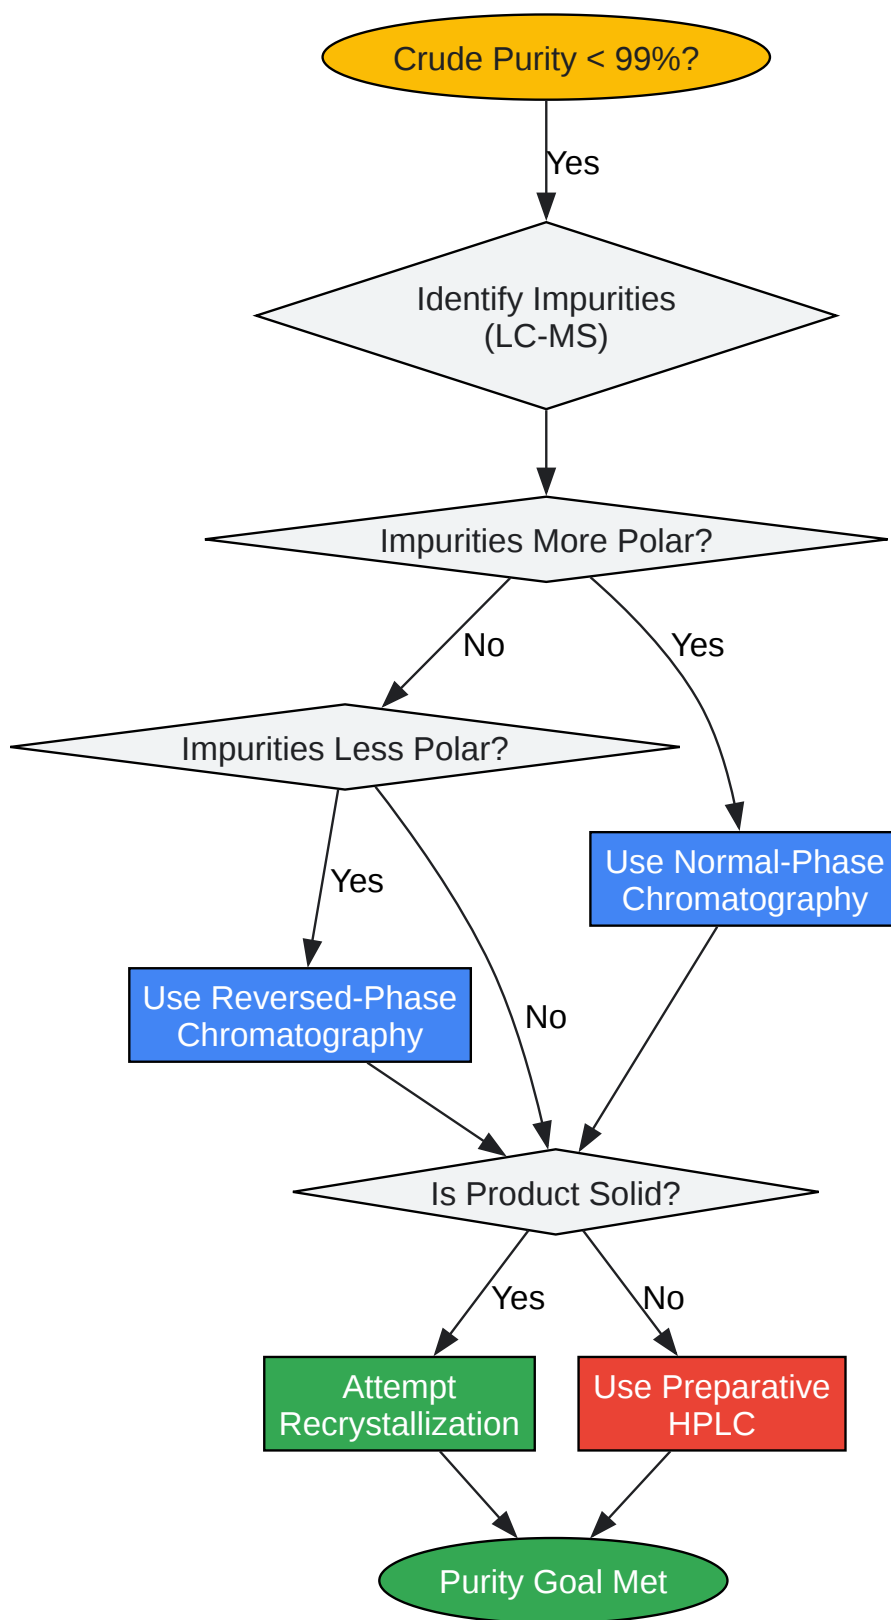 Crude Purity < 99%?
Yes
Identify Impurities
(LC-MS)
Impurities More Polar?
No
Yes
Impurities Less Polar?
Use Normal-Phase
Chromatography
Yes
Use Reversed-Phase
Chromatography
No
Is Product Solid?
Yes
No
Attempt
Recrystallization
Use Preparative
HPLC
Purity Goal Met